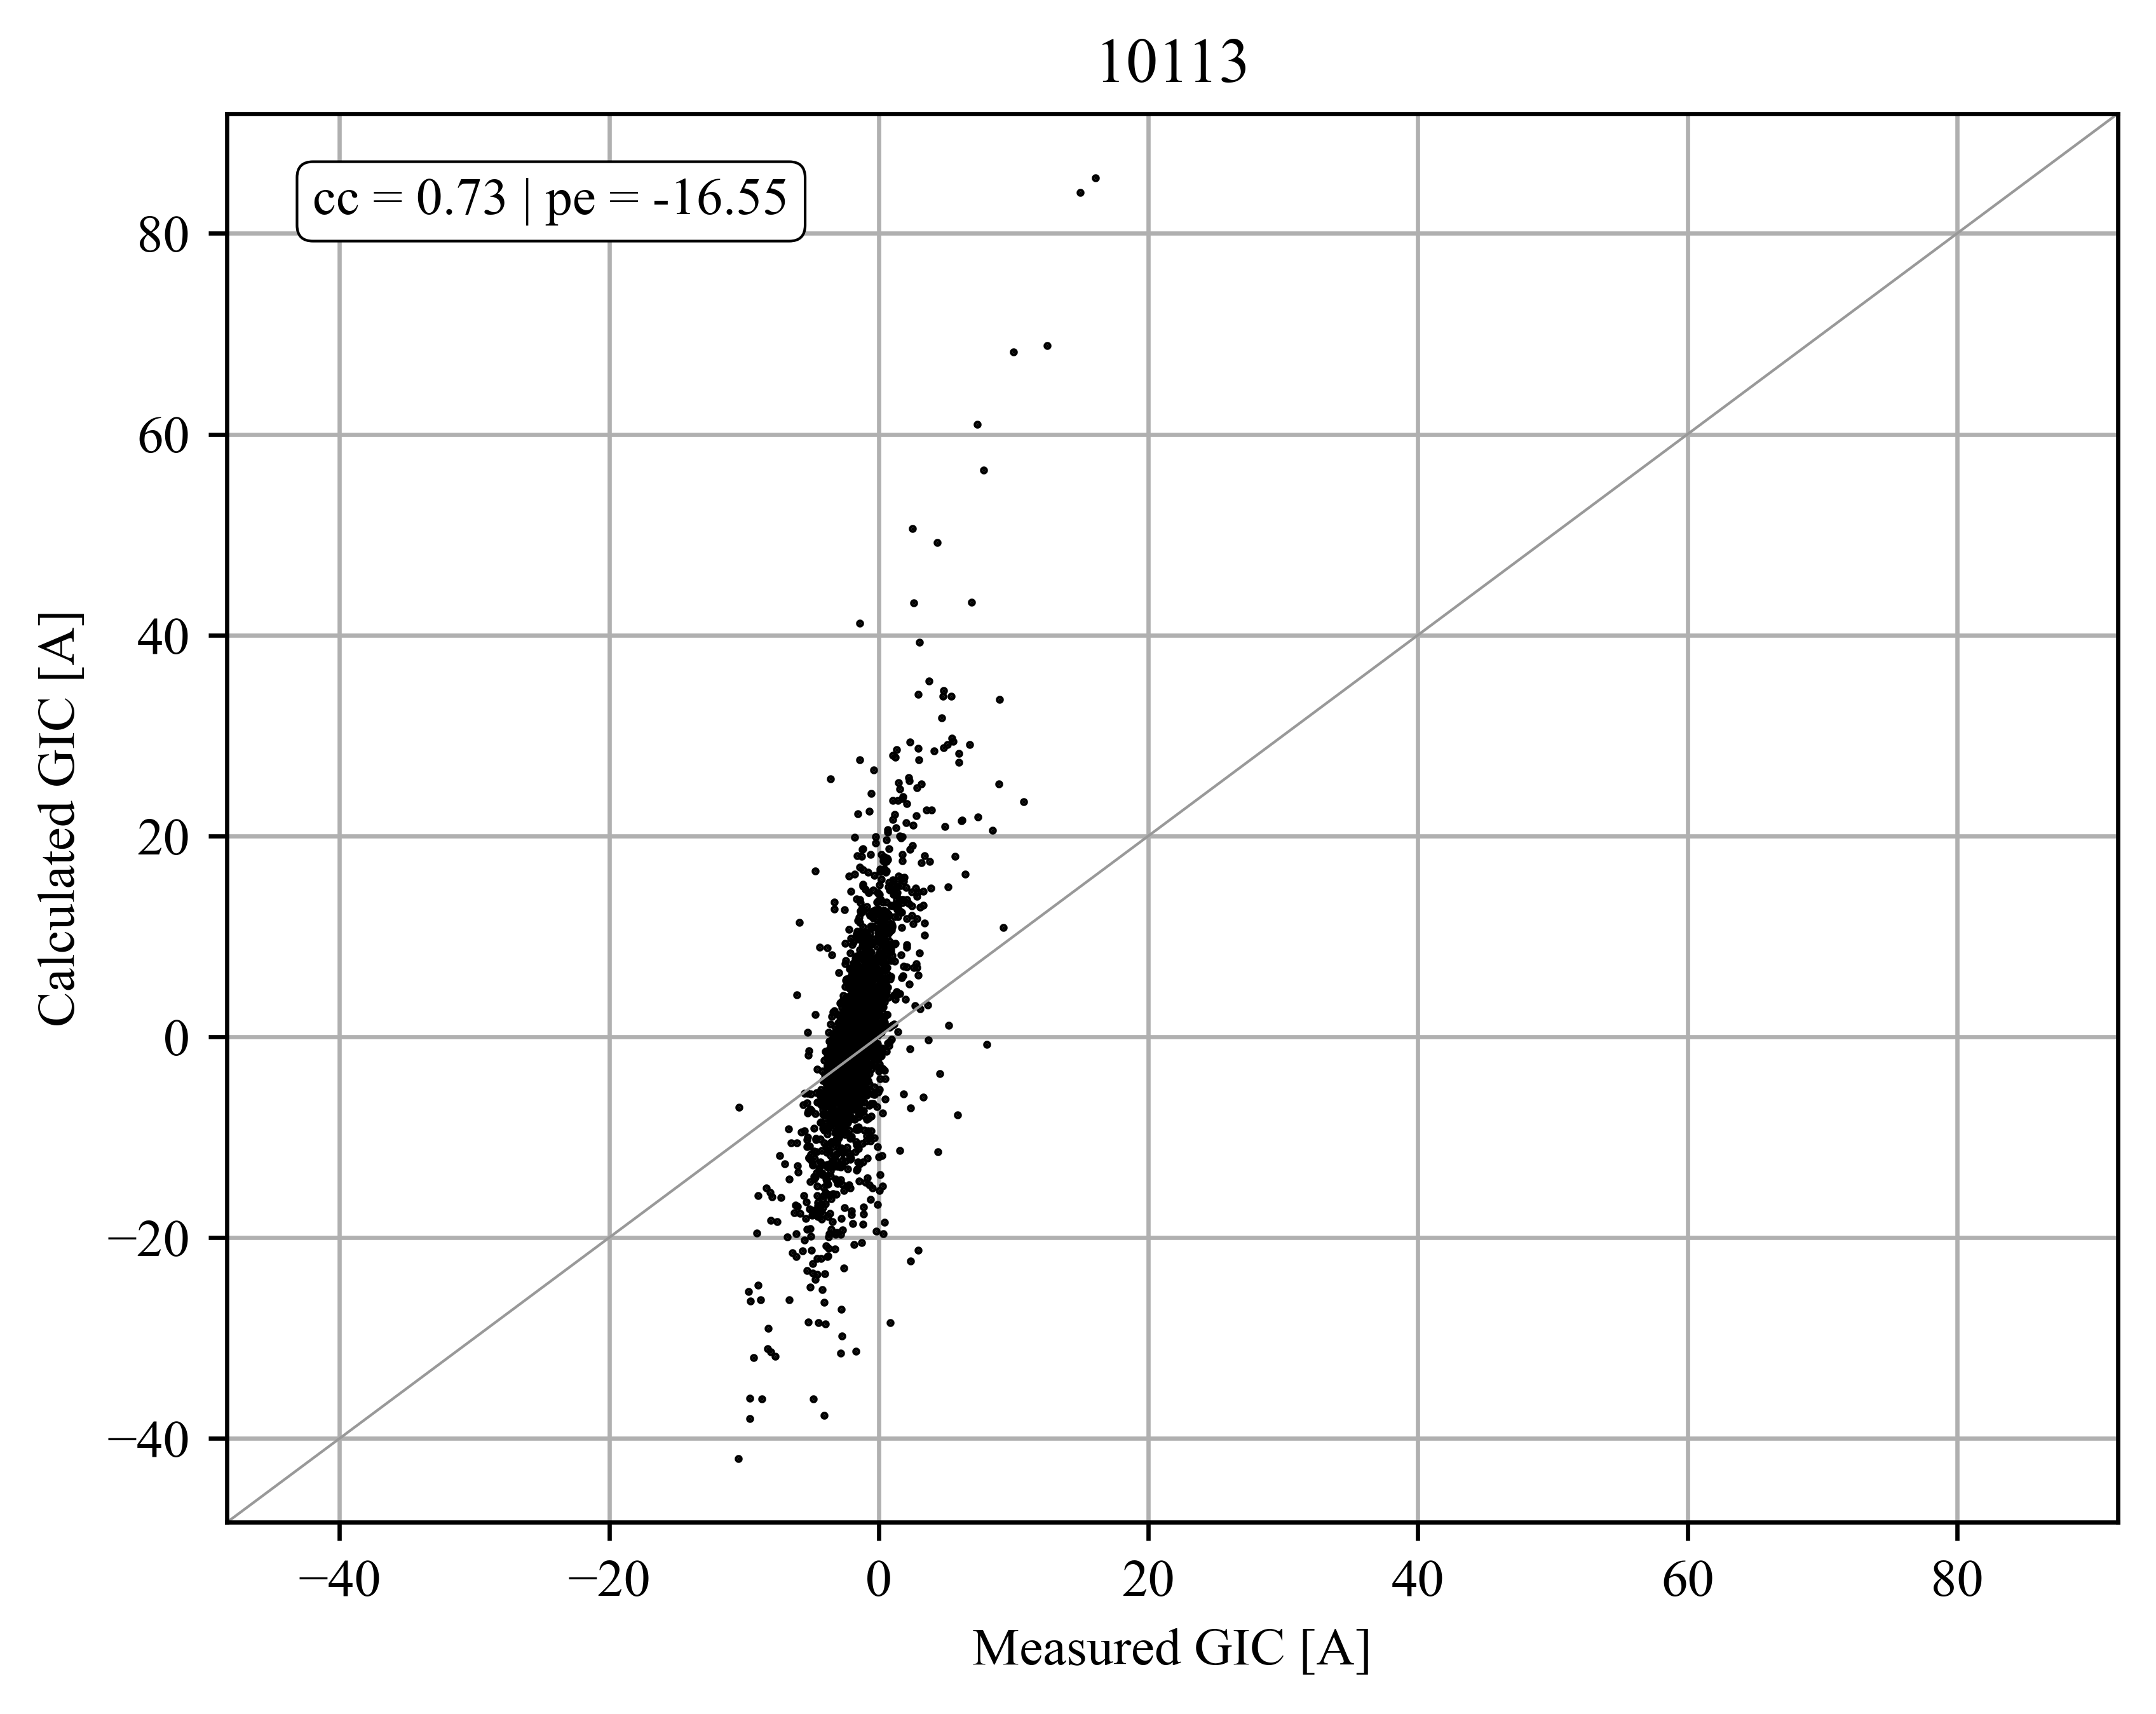 10113
cc = 0.73 | pe = -16.55
Calculated GIC [A]
80
60
40
20
0
−20
−40
−40 −20 0 20 40 60 80
Measured GIC [A]